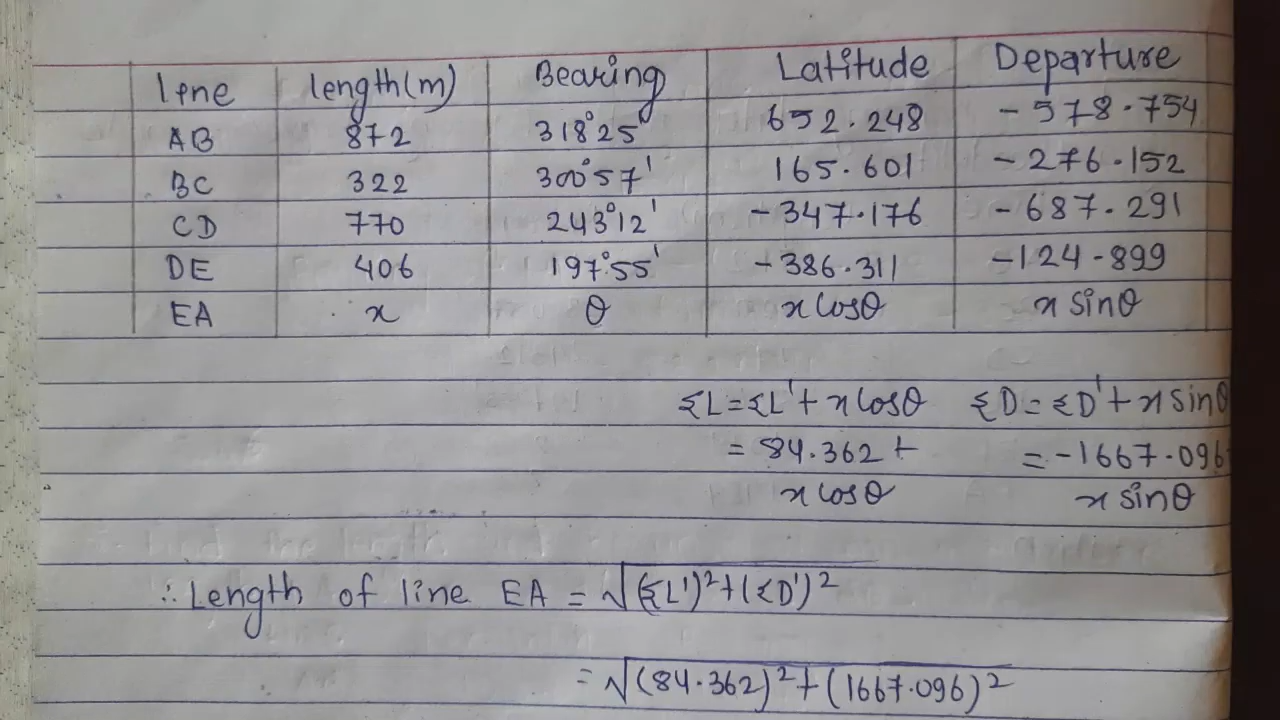 line length(m) Bearing Latitude Departure
AB 872 318°25' 652.248 -578.754
BC 322 300°57' 165.601 -276.152
CD 770 243°12' -347.176 -687.291
DE 406 197°55' -386.311 -124.899
EA x θ x cosθ x sinθ
ΣL=ΣL'+x cosθ ΣD=ΣD'+x sinθ
= 84.362 + =-1667.096
x cosθ x sinθ
∴ Length of line EA = √(ΣL')²+(ΣD')²
= √(84.362)²+(1667.096)²